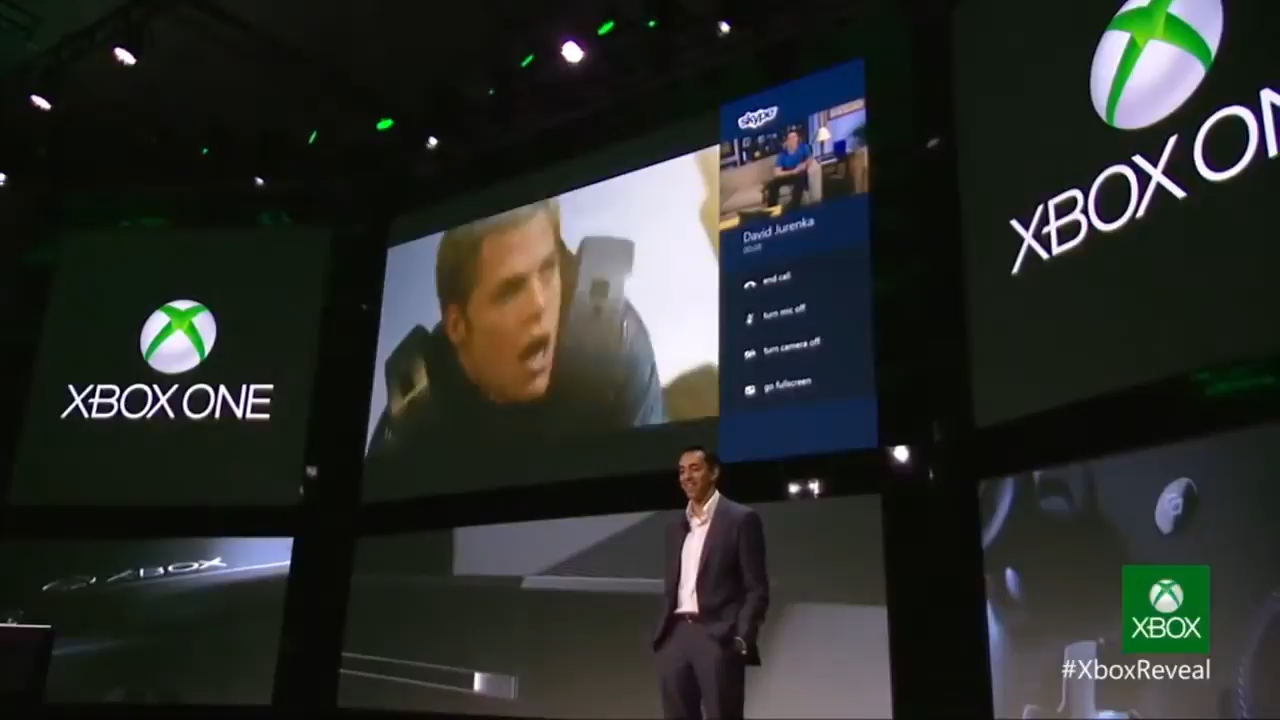 XBOX ONE
skype
David Jurenka
end call
turn mic off
turn camera off
go fullscreen
XBOX ON
XBOX
XBOX
#XboxReveal